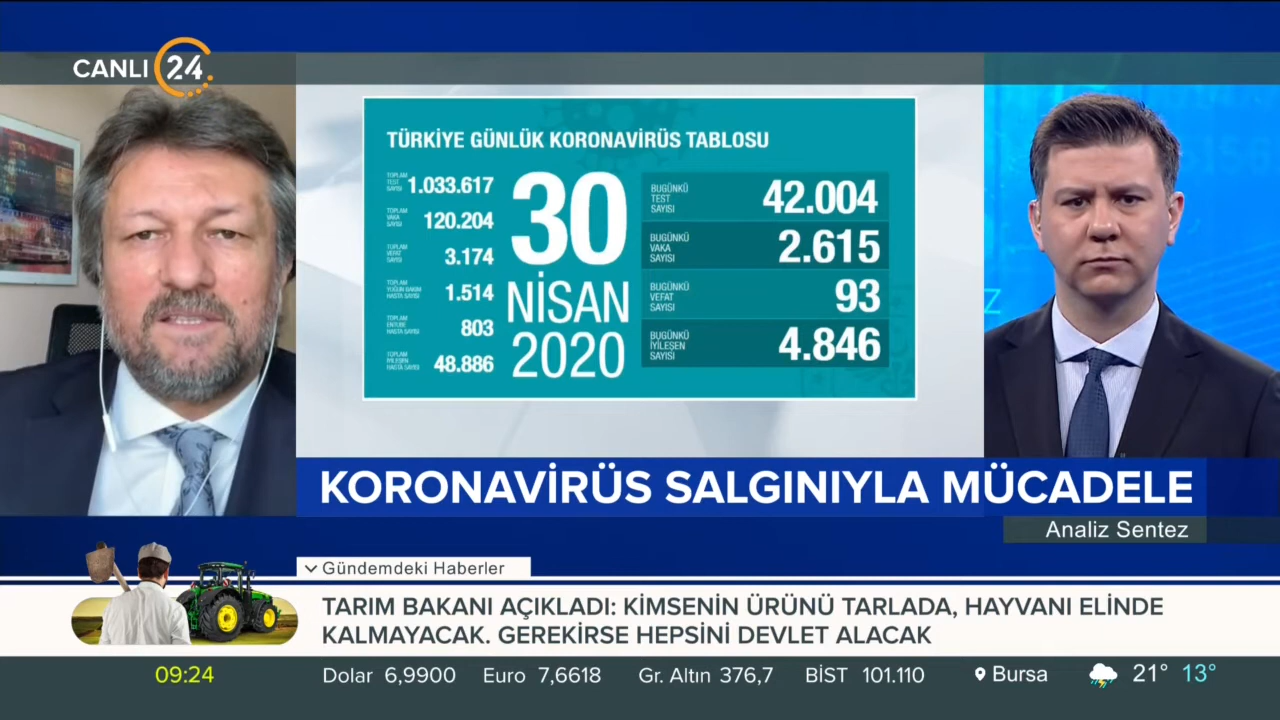 CANLI 24
TÜRKİYE GÜNLÜK KORONAVİRÜS TABLOSU
TOPLAM
TEST
SAYISI
1.033.617
TOPLAM
VAKA
SAYISI
120.204
TOPLAM
VEFAT
SAYISI
3.174
TOPLAM
YOĞUN BAKIM
HASTA SAYISI
1.514
TOPLAM
ENTUBE
HASTA SAYISI
803
TOPLAM
İYİLEŞEN
HASTA SAYISI
48.886
30
NİSAN
2020
BUGÜNKÜ
TEST
SAYISI
42.004
BUGÜNKÜ
VAKA
SAYISI
2.615
BUGÜNKÜ
VEFAT
SAYISI
93
BUGÜNKÜ
İYİLEŞEN
SAYISI
4.846
KORONAVİRÜS SALGINIYLA MÜCADELE
Analiz Sentez
Gündemdeki Haberler
TARIM BAKANI AÇIKLADI: KİMSENİN ÜRÜNÜ TARLADA, HAYVANI ELİNDE
KALMAYACAK. GEREKİRSE HEPSİNİ DEVLET ALACAK
09:24 Dolar 6,9900 Euro 7,6618 Gr. Altın 376,7 BİST 101.110 Bursa 21° 13°